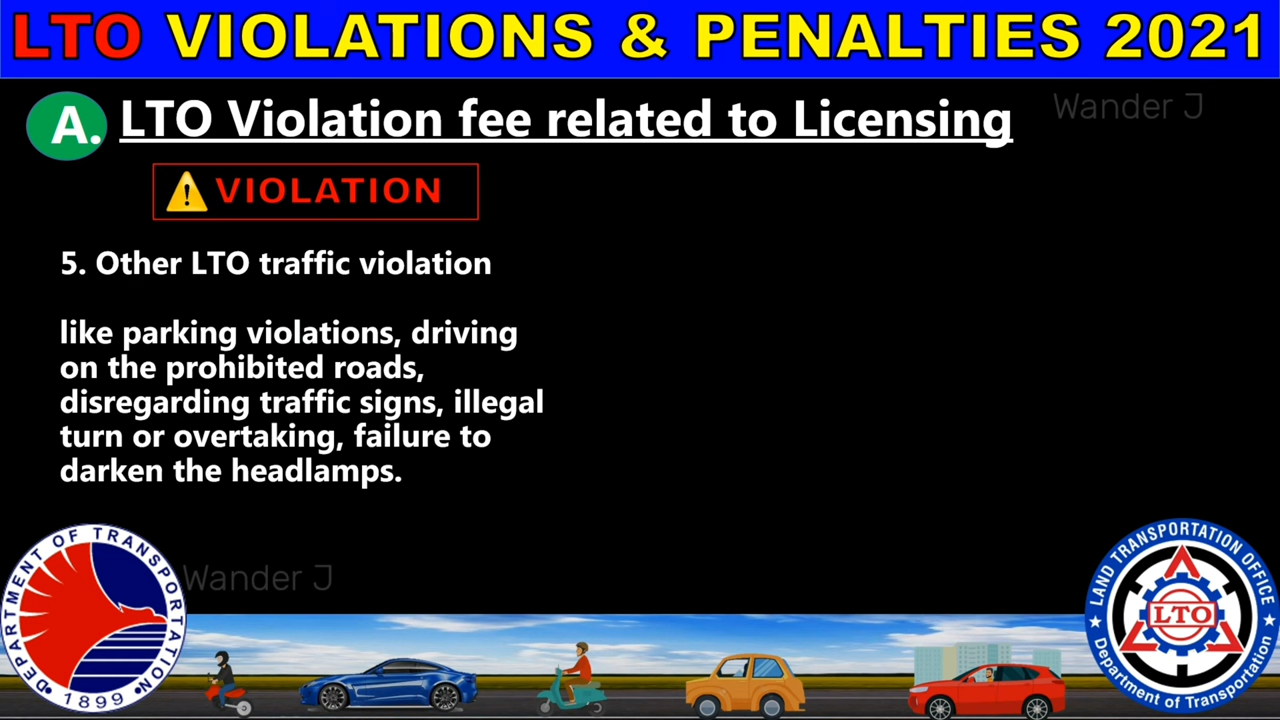 LTO VIOLATIONS & PENALTIES 2021
A. LTO Violation fee related to Licensing
Wander J
VIOLATION
5. Other LTO traffic violation
like parking violations, driving
on the prohibited roads,
disregarding traffic signs, illegal
turn or overtaking, failure to
darken the headlamps.
Wander J
DEPARTMENT OF TRANSPORTATION
1899
LAND TRANSPORTATION OFFICE
LTO
Department of Transportation